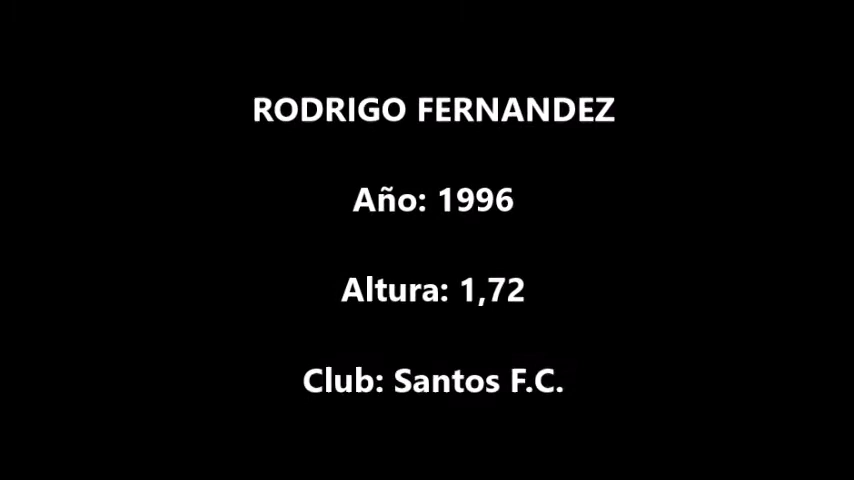 RODRIGO FERNANDEZ
Año: 1996
Altura: 1,72
Club: Santos F.C.